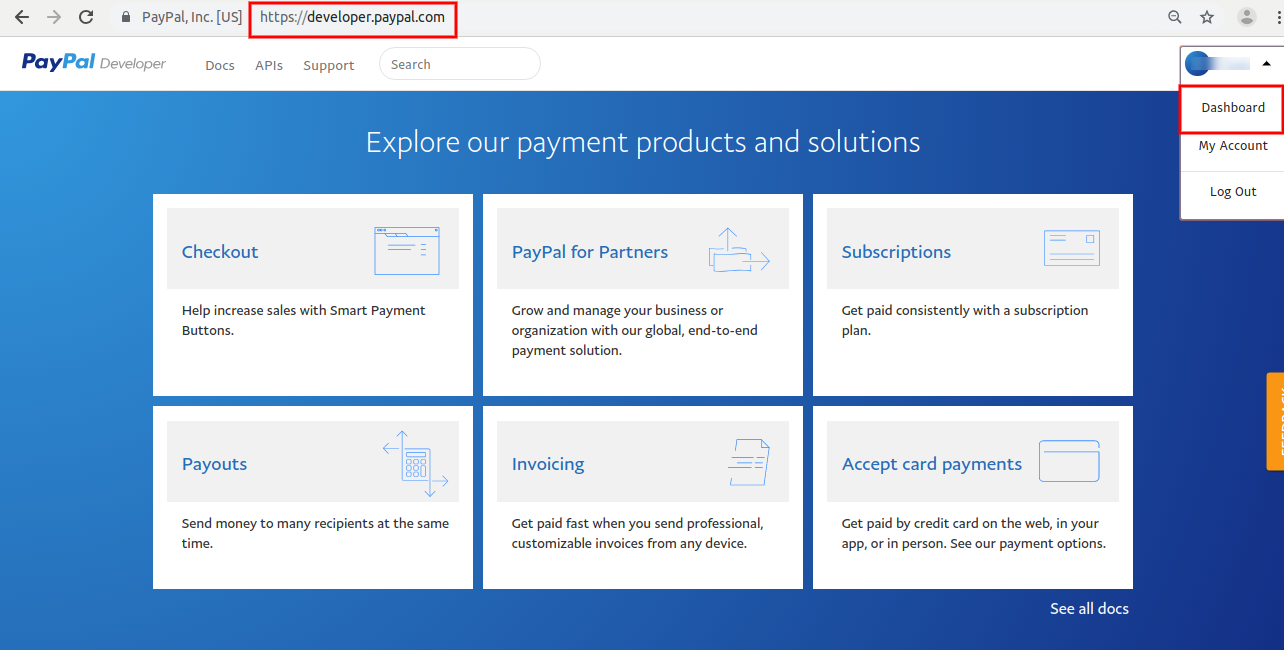 PayPal, Inc. [US]
https://developer.paypal.com
PayPal Developer
Docs
APIs
Support
Search
Dashboard
My Account
Log Out
Explore our payment products and solutions
Checkout
Help increase sales with Smart Payment
Buttons.
PayPal for Partners
Grow and manage your business or
organization with our global, end-to-end
payment solution.
Subscriptions
Get paid consistently with a subscription
plan.
Payouts
Send money to many recipients at the same
time.
Invoicing
Get paid fast when you send professional,
customizable invoices from any device.
Accept card payments
Get paid by credit card on the web, in your
app, or in person. See our payment options.
See all docs
FEEDBACK